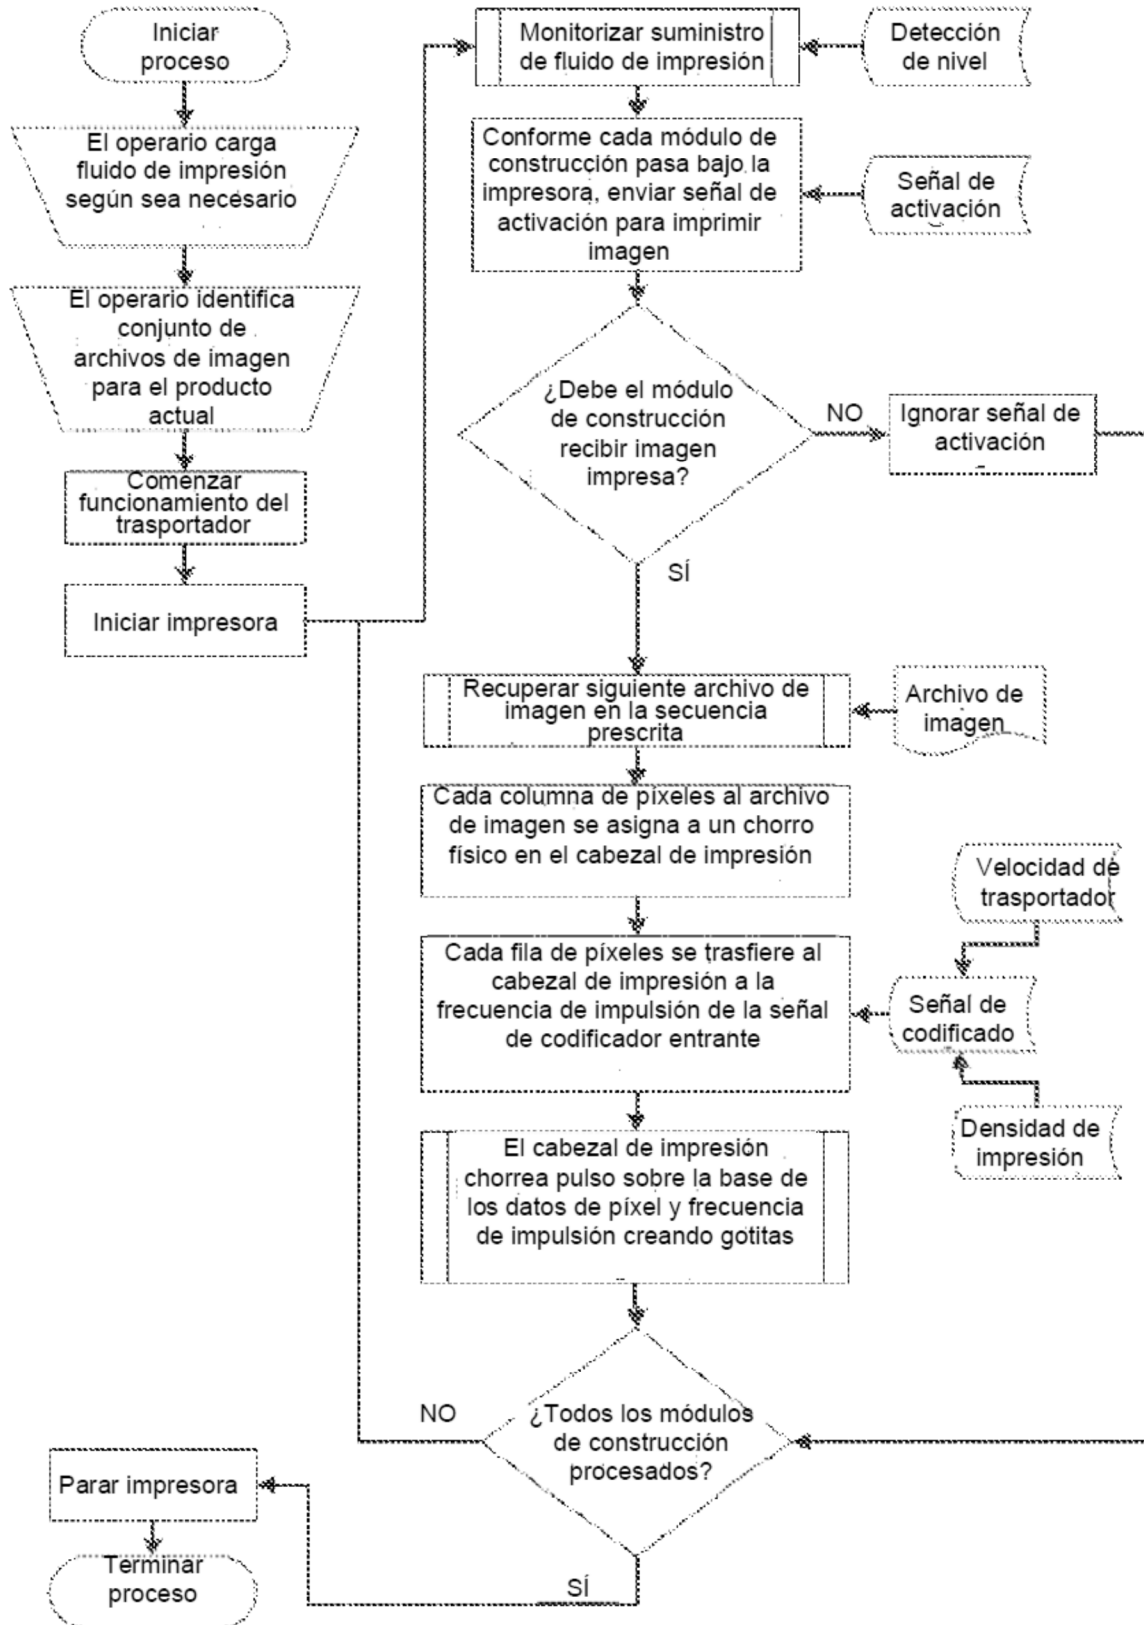 Iniciar
proceso
El operario carga
fluido de impresión
según sea necesario
El operario identifica
conjunto de
archivos de imagen
para el producto
actual
Comenzar
funcionamiento del
trasportador
Iniciar impresora
Monitorizar suministro
de fluido de impresión
Detección
de nivel
Conforme cada módulo de
construcción pasa bajo la
impresora, enviar señal de
activación para imprimir
imagen
Señal de
activación
¿Debe el módulo
de construcción
recibir imagen
impresa?
NO
Ignorar señal de
activación
SÍ
Recuperar siguiente archivo de
imagen en la secuencia
prescrita
Archivo de
imagen
Cada columna de píxeles al archivo
de imagen se asigna a un chorro
físico en el cabezal de impresión
Velocidad de
trasportador
Cada fila de píxeles se trasfiere al
cabezal de impresión a la
frecuencia de impulsión de la señal
de codificador entrante
Señal de
codificado
Densidad de
impresión
El cabezal de impresión
chorrea pulso sobre la base de
los datos de píxel y frecuencia
de impulsión creando gotitas
¿Todos los módulos
de construcción
procesados?
NO
SÍ
Parar impresora
Terminar
proceso